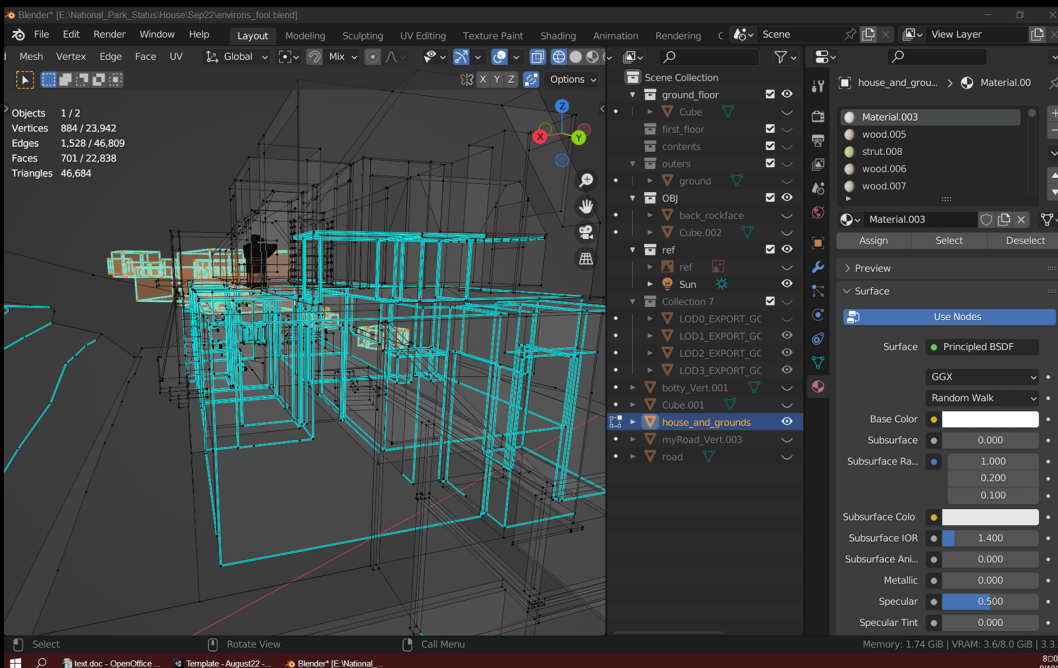 Blender* [E:\National_Park_Status\House\Sep22\environs_fool.blend]
File Edit Render Window Help Layout Modeling Sculpting UV Editing Texture Paint Shading Animation Rendering Scene View Layer
Mesh Vertex Edge Face UV Global Mix
X Y Z Options
Objects 1 / 2
Vertices 884 / 23,942
Edges 1,528 / 46,809
Faces 701 / 22,838
Triangles 46,684
Z
X
Y
Scene Collection
ground_floor
Cube
first_floor
contents
outers
ground
OBJ
back_rockface
Cube.002
ref
ref
Sun
Collection 7
LOD0_EXPORT_GC
LOD1_EXPORT_GC
LOD2_EXPORT_GC
LOD3_EXPORT_GC
botty_Vert.001
Cube.001
house_and_grounds
myRoad_Vert.003
road
house_and_grou... > Material.00
Material.003
wood.005
strut.008
wood.006
wood.007
Material.003
Assign Select Deselect
Preview
Surface
Use Nodes
Surface Principled BSDF
GGX
Random Walk
Base Color
Subsurface 0.000
Subsurface Ra... 1.000
0.200
0.100
Subsurface Colo
Subsurface IOR 1.400
Subsurface Ani... 0.000
Metallic 0.000
Specular 0.500
Specular Tint 0.000
Select Rotate View Call Menu Memory: 1.74 GiB | VRAM: 3.6/8.0 GiB | 3.3.
text.doc - OpenOffice ... Template - August22 -... Blender* [E:\National_...